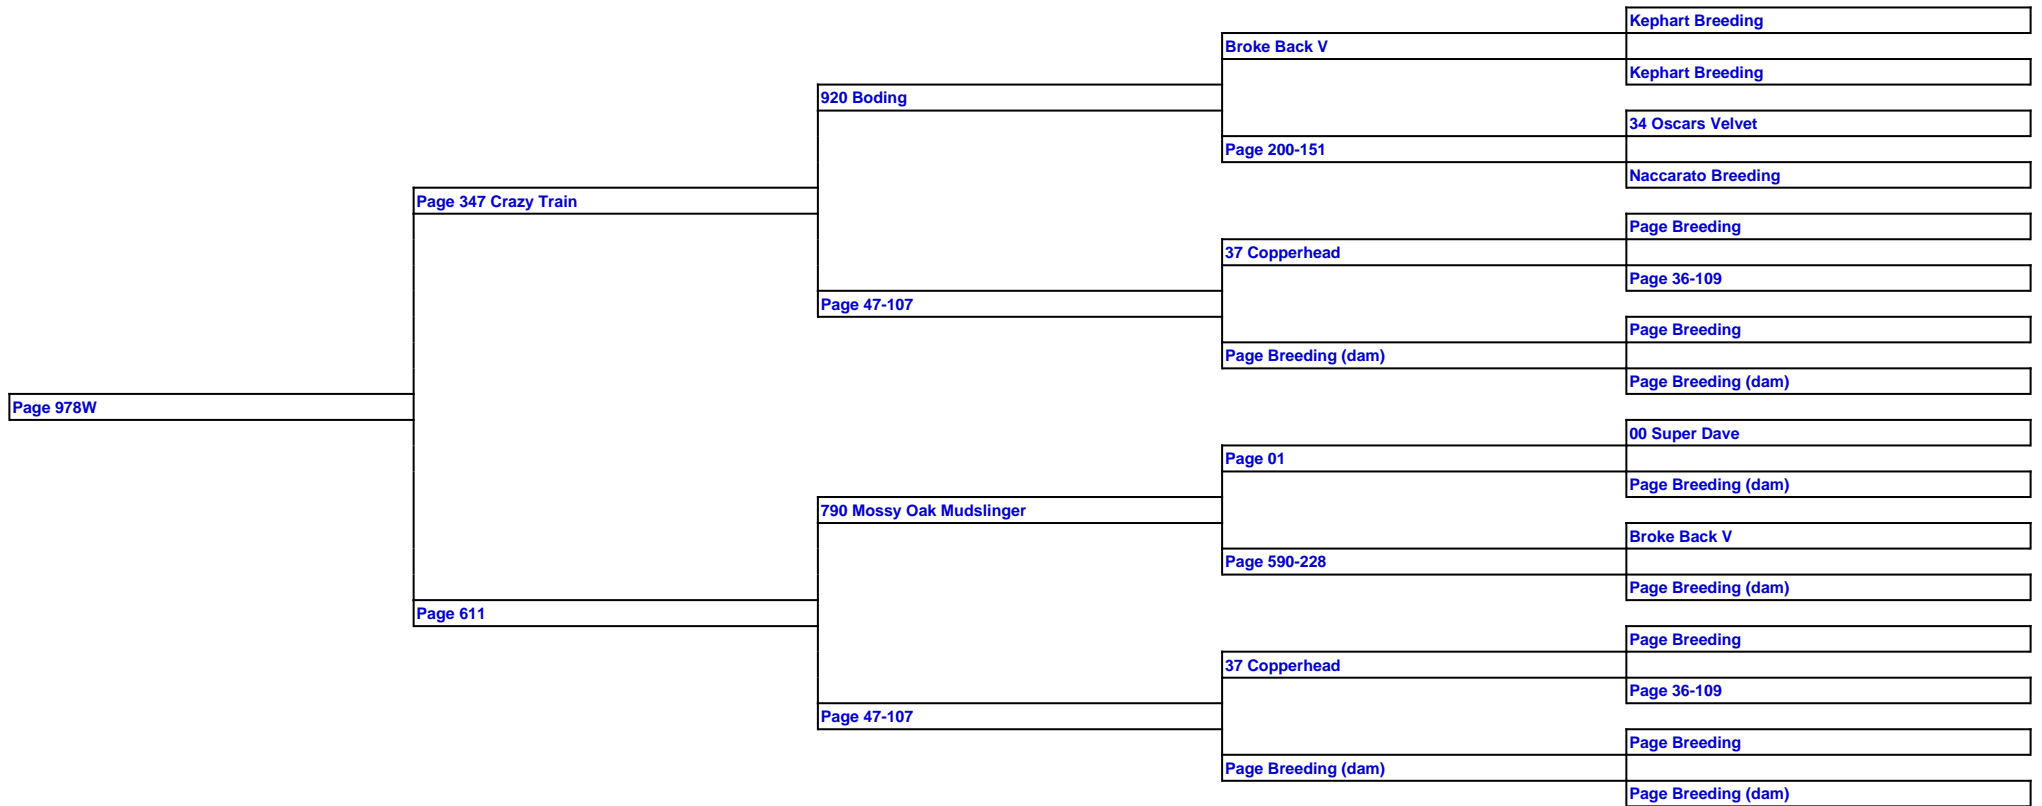 Kephart Breeding
Broke Back V
Kephart Breeding
920 Boding
34 Oscars Velvet
Page 200-151
Naccarato Breeding
Page 347 Crazy Train
Page Breeding
37 Copperhead
Page 36-109
Page 47-107
Page Breeding
Page Breeding (dam)
Page Breeding (dam)
Page 978W
00 Super Dave
Page 01
Page Breeding (dam)
790 Mossy Oak Mudslinger
Broke Back V
Page 590-228
Page Breeding (dam)
Page 611
Page Breeding
37 Copperhead
Page 36-109
Page 47-107
Page Breeding
Page Breeding (dam)
Page Breeding (dam)